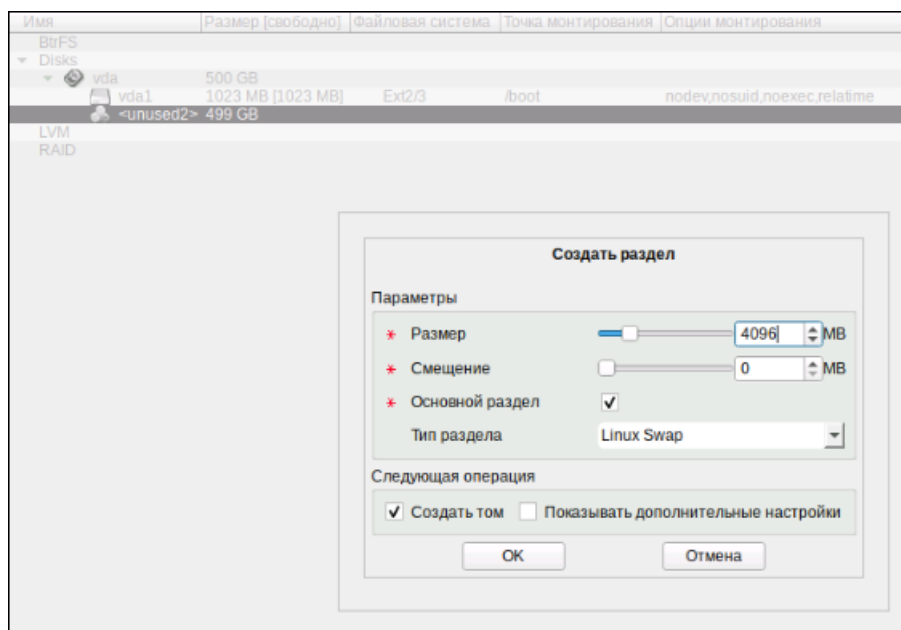 Имя Размер [свободно] Файловая система Точка монтирования Опции монтирования
BtrFS
Disks
vda 500 GB
vda1 1023 MB [1023 MB] Ext2/3 /boot nodev,nosuid,noexec,relatime
<unused2> 499 GB
LVM
RAID
Создать раздел
Параметры
* Размер 4096 MB
* Смещение 0 MB
* Основной раздел
Тип раздела Linux Swap
Следующая операция
Создать том Показывать дополнительные настройки
OK Отмена